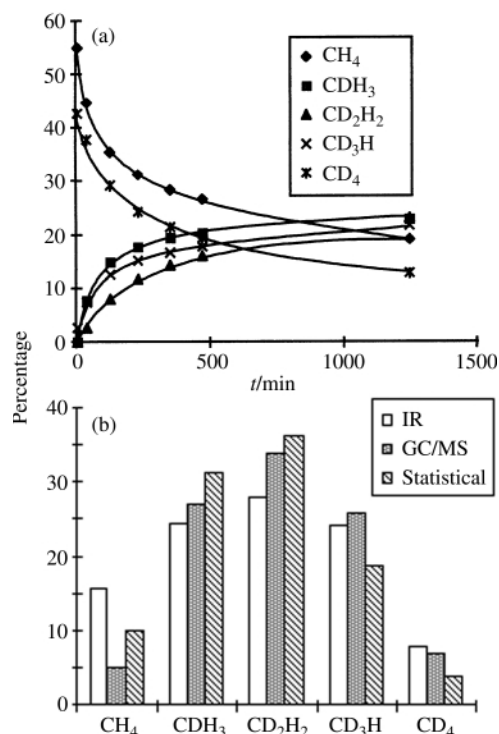 60
(a)
50
40
30
20
10
0
CH4
CDH3
CD2H2
CD3H
CD4
0
500
1000
1500
t/min
Percentage
40
(b)
30
20
10
0
IR
GC/MS
Statistical
CH4
CDH3
CD2H2
CD3H
CD4